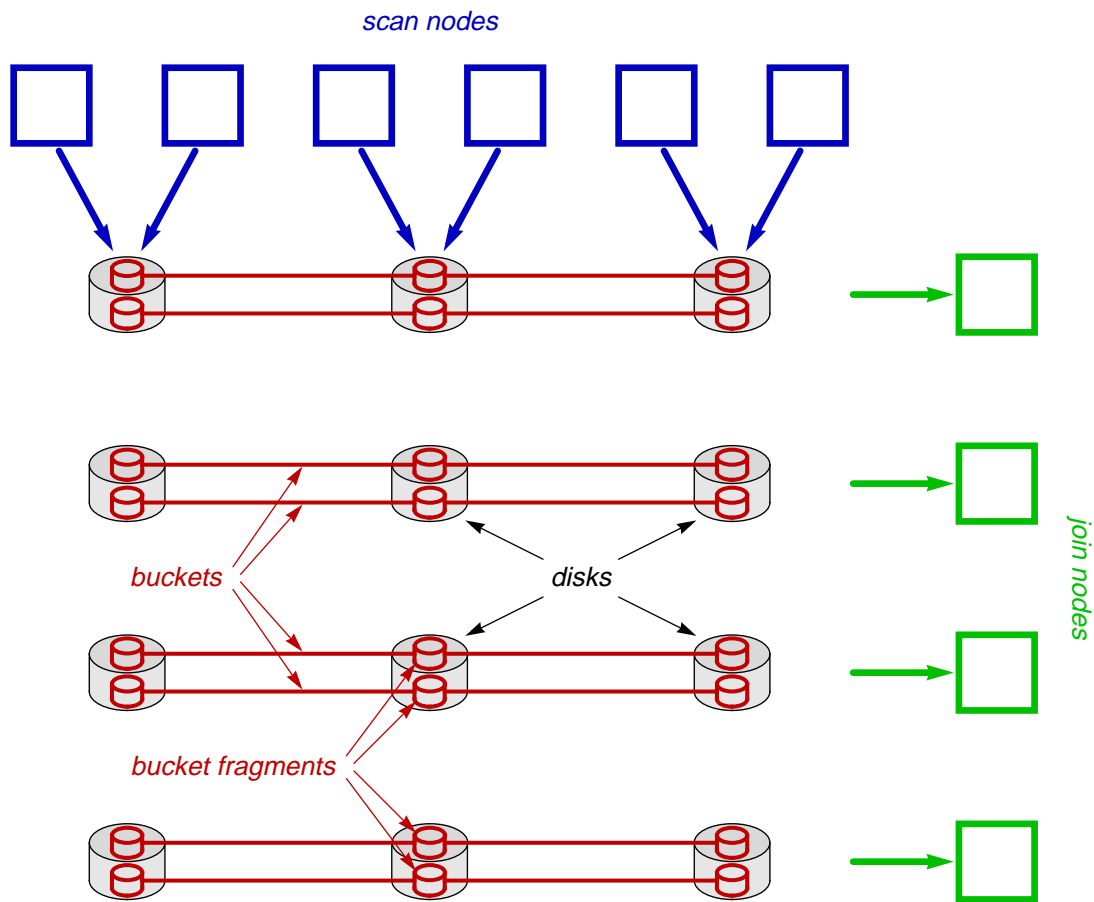 scan nodes
buckets
disks
join nodes
bucket fragments